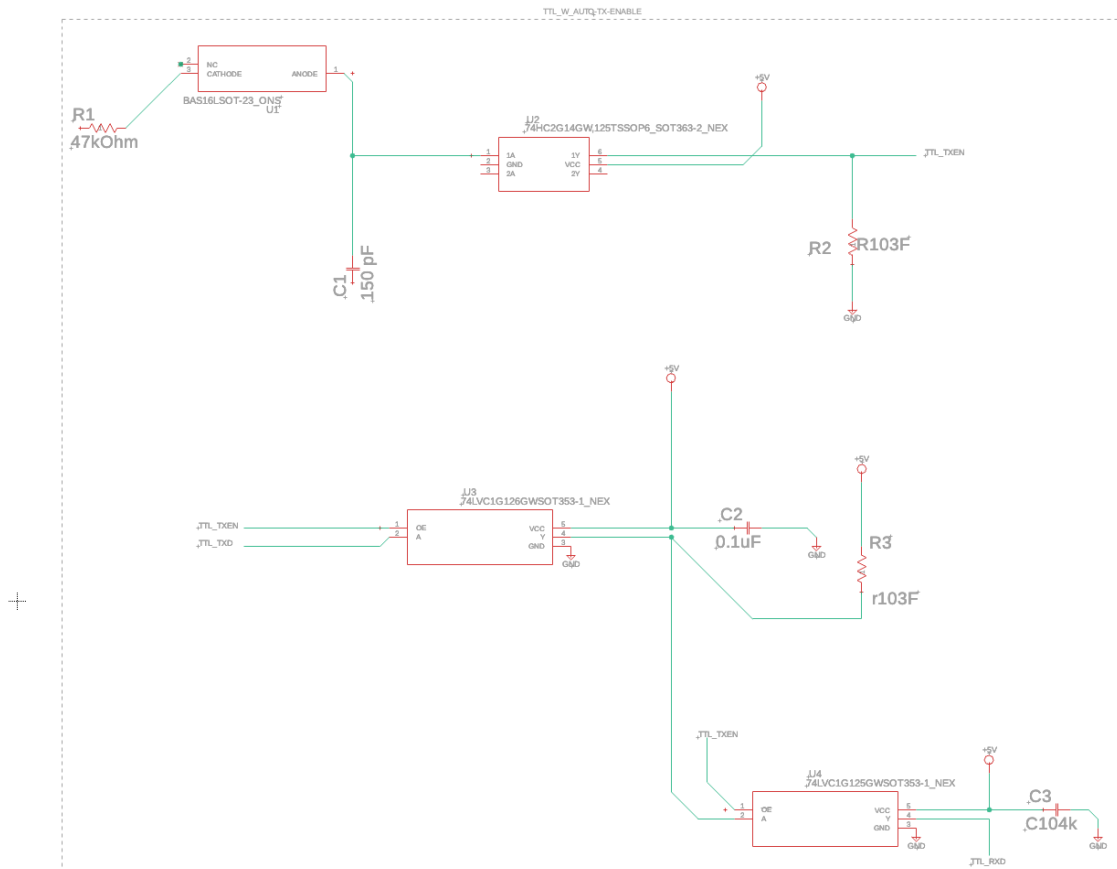 TTL_W_AUTO-TX-ENABLE
2 NC
3 CATHODE
ANODE 1
BAS16LSOT-23_ONS
U1
R1
47kOhm
+5V
U2
74HC2G14GW,125TSSOP6_SOT363-2_NEX
1 1A 1Y 6
2 GND VCC 5
3 2A 2Y 4
TTL_TXEN
R2 R103F
GND
C1
150 pF
+5V
+5V
U3
74LVC1G126GWSOT353-1_NEX
TTL_TXEN 1 OE VCC 5
TTL_TXD 2 A Y 4
GND 3
GND
C2
0.1uF
GND
R3
r103F
TTL_TXEN
+5V
U4
74LVC1G125GWSOT353-1_NEX
1 OE VCC 5
2 A Y 4
GND 3
GND
C3
C104k
GND
TTL_RXD